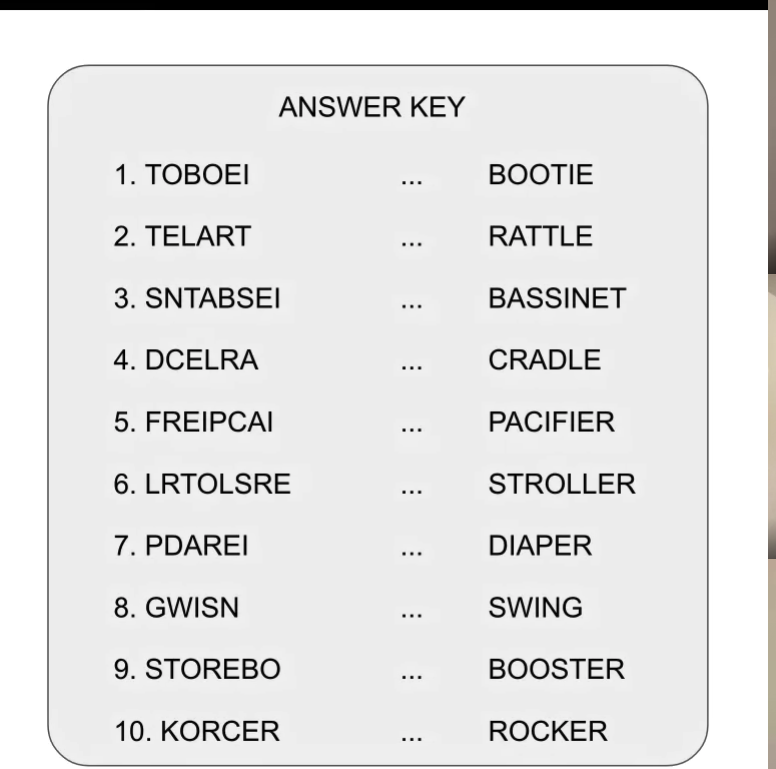 ANSWER KEY
1. TOBOEI ... BOOTIE
2. TELART ... RATTLE
3. SNTABSEI ... BASSINET
4. DCELRA ... CRADLE
5. FREIPCAI ... PACIFIER
6. LRTOLSRE ... STROLLER
7. PDAREI ... DIAPER
8. GWISN ... SWING
9. STOREBO ... BOOSTER
10. KORCER ... ROCKER